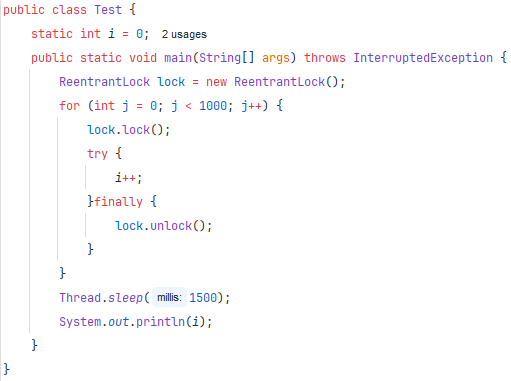 public class Test {
static int i = 0; 2 usages
public static void main(String[] args) throws InterruptedException {
ReentrantLock lock = new ReentrantLock();
for (int j = 0; j < 1000; j++) {
lock.lock();
try {
i++;
}finally {
lock.unlock();
}
}
Thread.sleep( millis: 1500);
System.out.println(i);
}
}